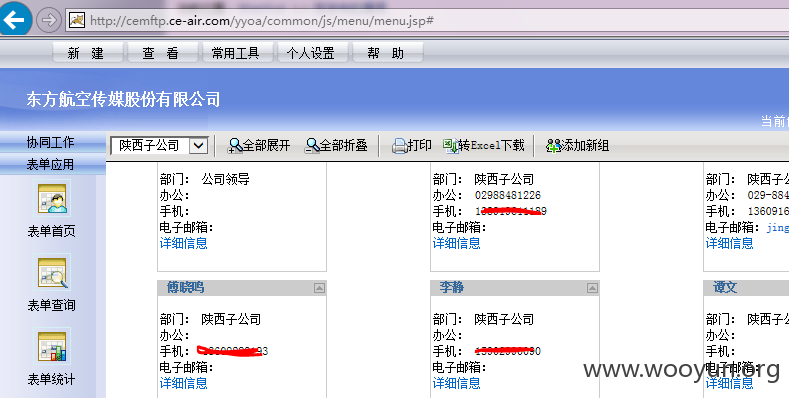 http://cemftp.ce-air.com/yyoa/common/js/menu/menu.jsp#
新 建 查 看 常用工具 个人设置 帮 助
东方航空传媒股份有限公司
当前
协同工作 陕西子公司 全部展开 全部折叠 打印 转Excel下载 添加新组
表单应用
表单首页
表单查询
表单统计
部门: 公司领导
办公:
手机:
电子邮箱:
详细信息
部门: 陕西子公司
办公: 02988481226
手机:
电子邮箱:
详细信息
部门: 陕西子公司
办公: 029-884
手机: 1360916
电子邮箱: jing
详细信息
傅晓鸣
部门: 陕西子公司
办公:
手机:
电子邮箱:
详细信息
李静
部门: 陕西子公司
办公:
手机:
电子邮箱:
详细信息
谭文
部门: 陕西子公司
办公:
手机:
电子邮箱:
详细信息
www.wooyun.org